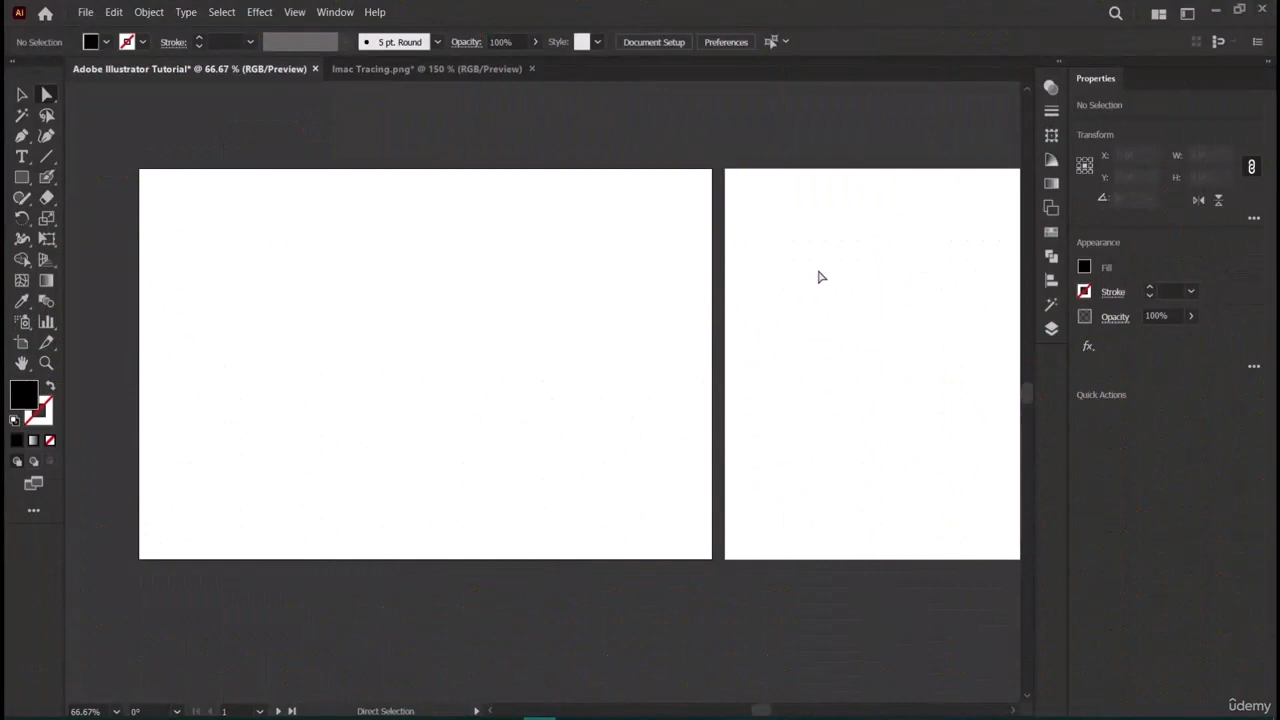 Ai File Edit Object Type Select Effect View Window Help
No Selection Stroke: 5 pt. Round Opacity: 100% Style: Document Setup Preferences
Adobe Illustrator Tutorial* @ 66.67 % (RGB/Preview) × Imac Tracing.png* @ 150 % (RGB/Preview) ×
Properties
No Selection
Transform
X: W:
Y: H:
Appearance
Fill
Stroke
Opacity 100%
fx.
Quick Actions
66.67% 0° 1 Direct Selection
ûdemy